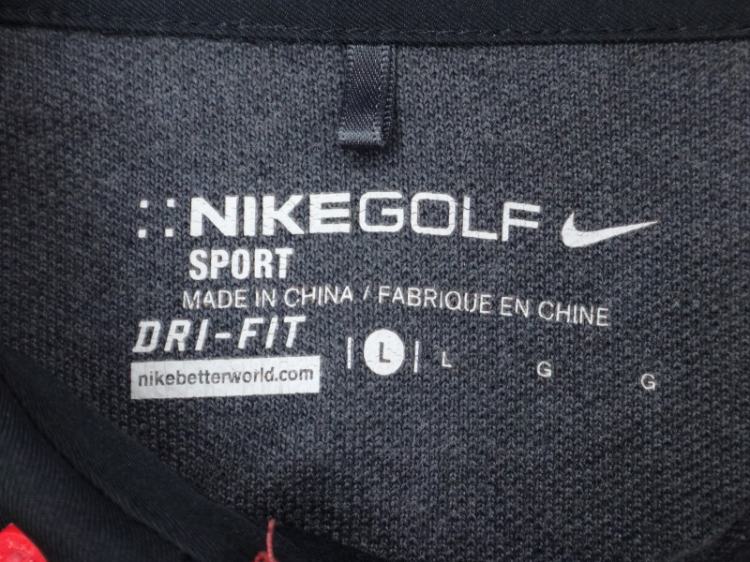 ::NIKEGOLF
SPORT
MADE IN CHINA / FABRIQUE EN CHINE
DRI-FIT
nikebetterworld.com
| L | L G G